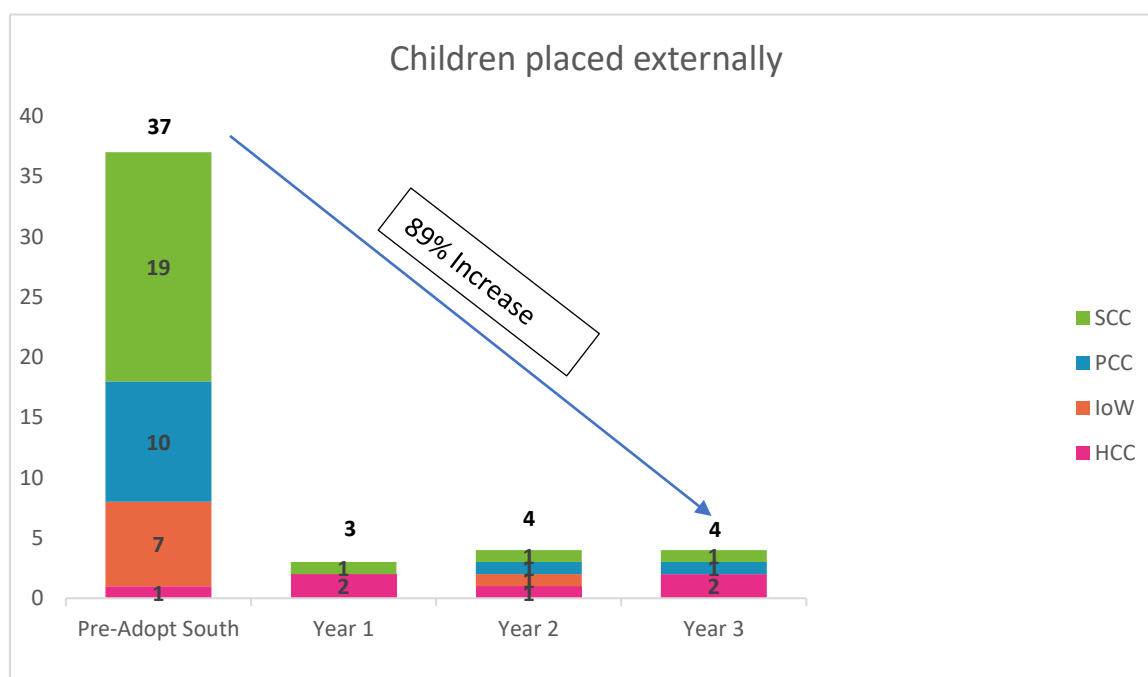 Children placed externally
40
35
30
25
20
15
10
5
0
37
19
10
7
1
3
1
2
4
1
1
1
1
4
1
1
2
89% Increase
Pre-Adopt South
Year 1
Year 2
Year 3
SCC
PCC
IoW
HCC